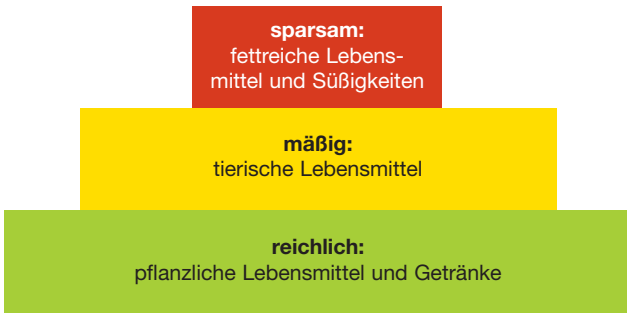 sparsam:
fettreiche Lebens-
mittel und Süßigkeiten
mäßig:
tierische Lebensmittel
reichlich:
pflanzliche Lebensmittel und Getränke